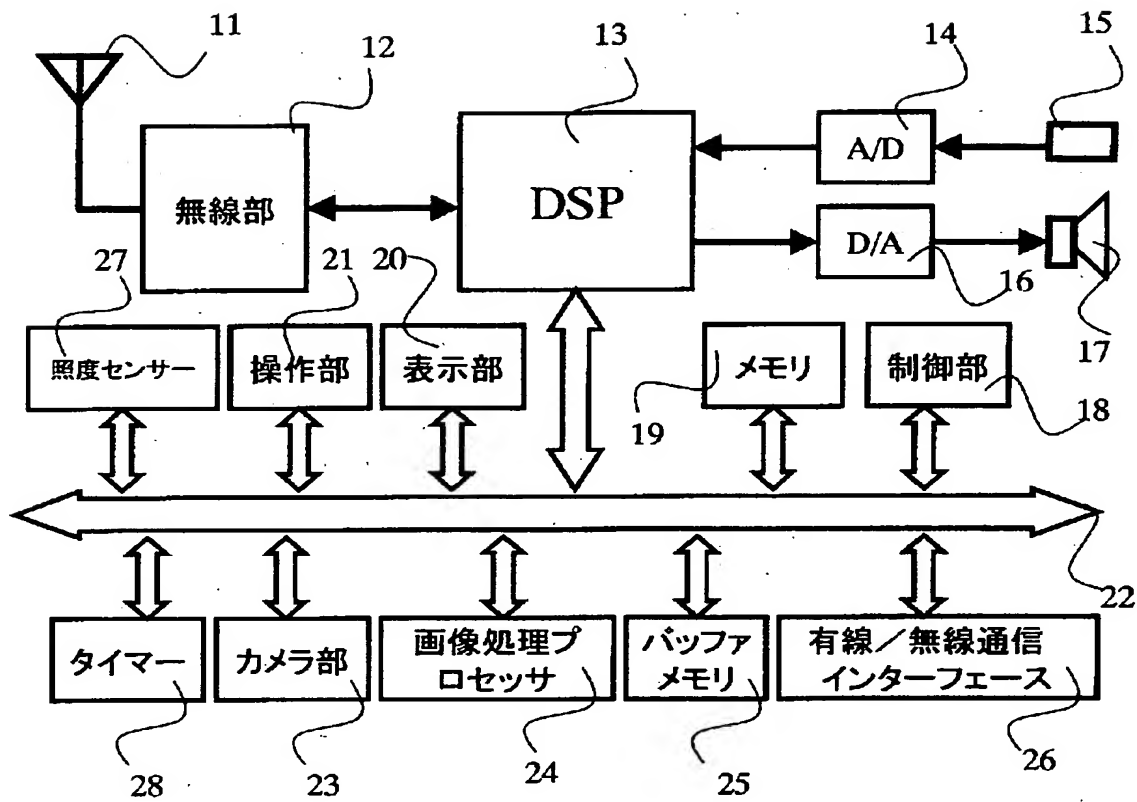 11
12
13
14
15
無線部
DSP
A/D
D/A
27
21
20
16
17
照度センサー
操作部
表示部
メモリ
制御部
19
18
22
タイマー
カメラ部
画像処理プ
ロセッサ
バッファ
メモリ
有線／無線通信
インターフェース
28
23
24
25
26